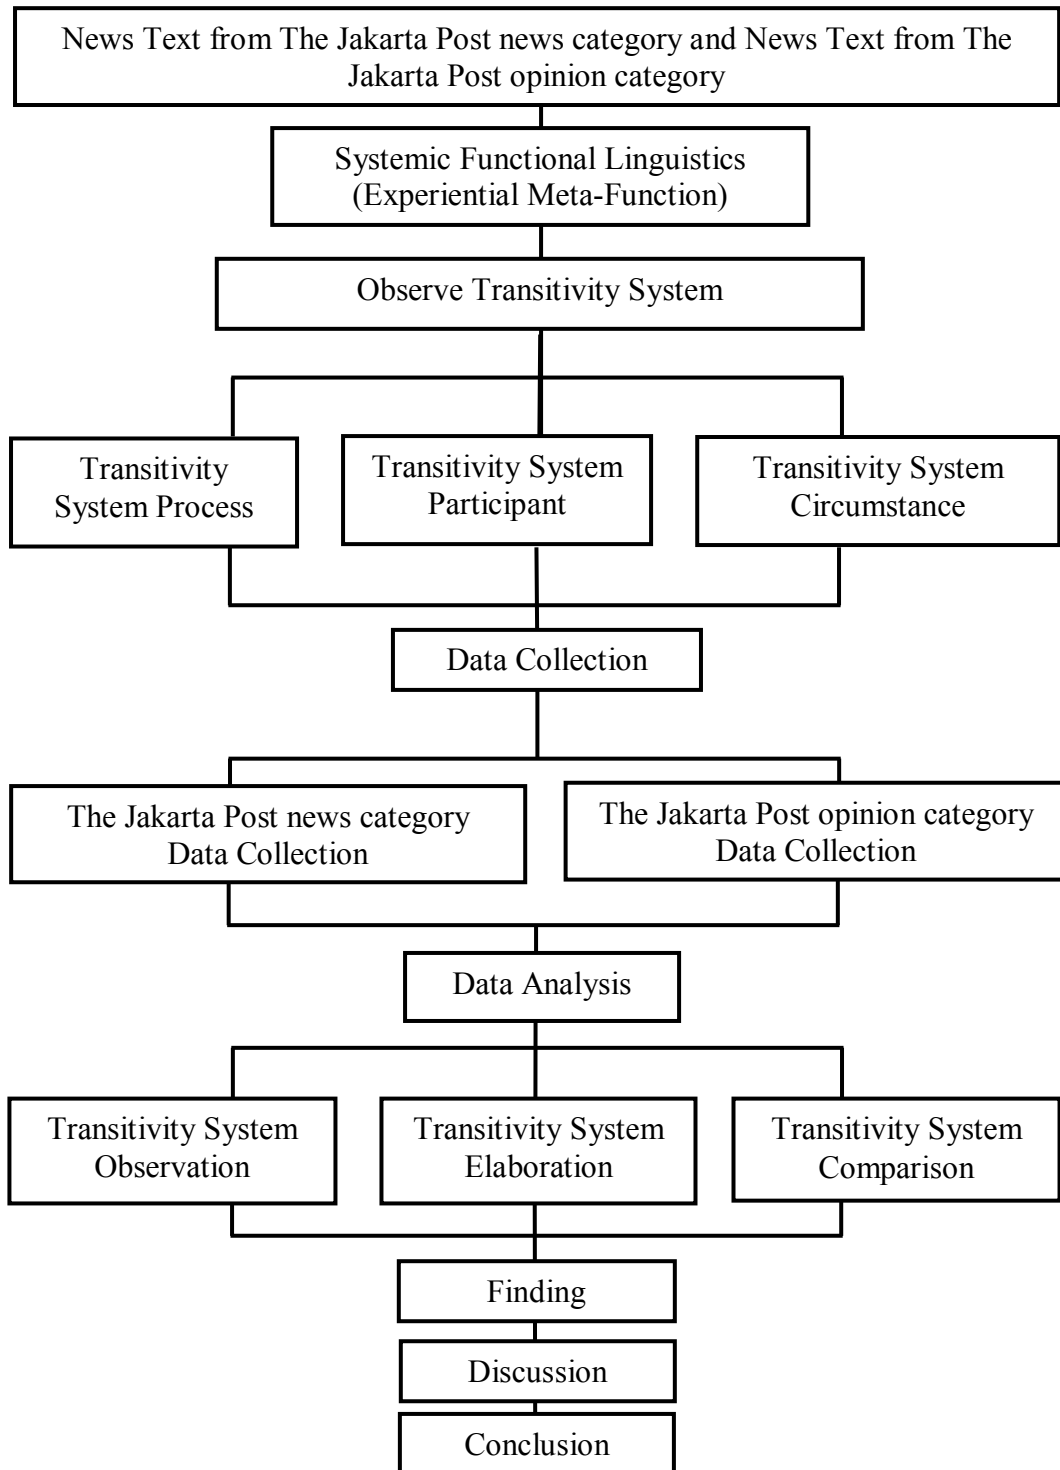 News Text from The Jakarta Post news category and News Text from The
Jakarta Post opinion category
Systemic Functional Linguistics
(Experiential Meta-Function)
Observe Transitivity System
Transitivity
System Process
Transitivity System
Participant
Transitivity System
Circumstance
Data Collection
The Jakarta Post news category
Data Collection
The Jakarta Post opinion category
Data Collection
Data Analysis
Transitivity System
Observation
Transitivity System
Elaboration
Transitivity System
Comparison
Finding
Discussion
Conclusion